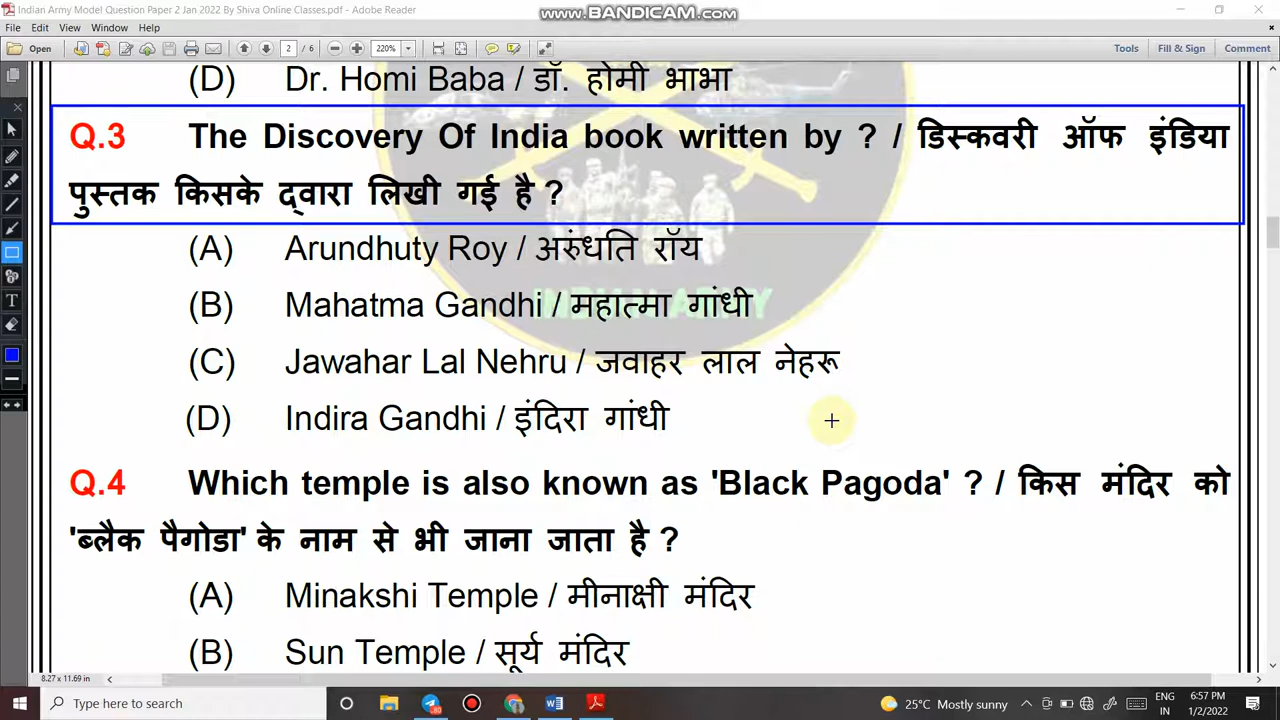 Indian Army Model Question Paper 2 Jan 2022 By Shiva Online Classes.pdf - Adobe Reader
www.BANDICAM.com
File Edit View Window Help
Open 2 / 6 220% Tools Fill & Sign Comment
(D) Dr. Homi Baba / डॉ. होमी भाभा
Q.3 The Discovery Of India book written by ? / डिस्कवरी ऑफ इंडिया
पुस्तक किसके द्वारा लिखी गई है ?
(A) Arundhuty Roy / अरुंधति रॉय
(B) Mahatma Gandhi / महात्मा गांधी
INDIAN ARMY
(C) Jawahar Lal Nehru / जवाहर लाल नेहरू
(D) Indira Gandhi / इंदिरा गांधी
Q.4 Which temple is also known as 'Black Pagoda' ? / किस मंदिर को
'ब्लैक पैगोडा' के नाम से भी जाना जाता है ?
(A) Minakshi Temple / मीनाक्षी मंदिर
(B) Sun Temple / सूर्य मंदिर
8.27 x 11.69 in
Type here to search 25°C Mostly sunny ENG 6:57 PM
IN 1/2/2022